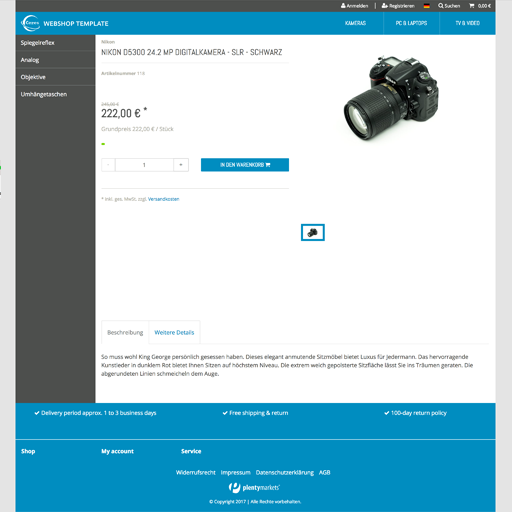 Anmelden | Registrieren Suchen 0,00 €
Ceres WEBSHOP TEMPLATE KAMERAS PC & LAPTOPS TV & VIDEO
Spiegelreflex
Analog
Objektive
Umhängetaschen
Nikon
NIKON D5300 24.2 MP DIGITALKAMERA - SLR - SCHWARZ
Artikelnummer 113
222,00 € *
Grundpreis 222,00 € / Stück
- 1 +
IN DEN WARENKORB
* inkl. ges. MwSt. zzgl. Versandkosten
Beschreibung Weitere Details
So muss wohl King George persönlich gesessen haben. Dieses elegant anmutende Sitzmöbel bietet Luxus für Jedermann. Das hervorragende
Kunstleder in dunklem Rot bietet Ihnen Sitzen auf höchstem Niveau. Die extrem weich gepolsterte Sitzfläche lässt Sie ins Träumen geraten. Die
abgerundeten Linien schmeicheln dem Auge.
Delivery period approx. 1 to 3 business days Free shipping & return 100-day return policy
Shop My account Service
Widerrufsrecht Impressum Datenschutzerklärung AGB
plentymarkets
© Copyright 2017 | Alle Rechte vorbehalten.